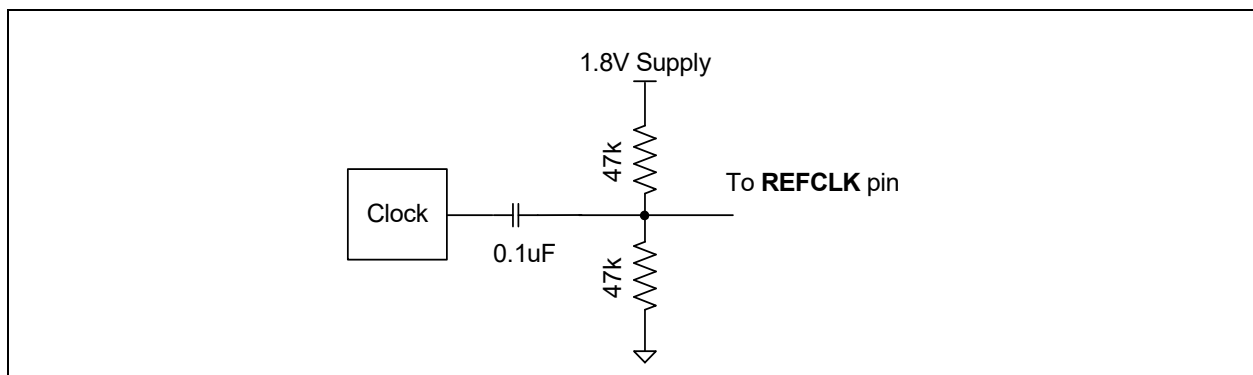 1.8V Supply
47k
To REFCLK pin
Clock
0.1uF
47k